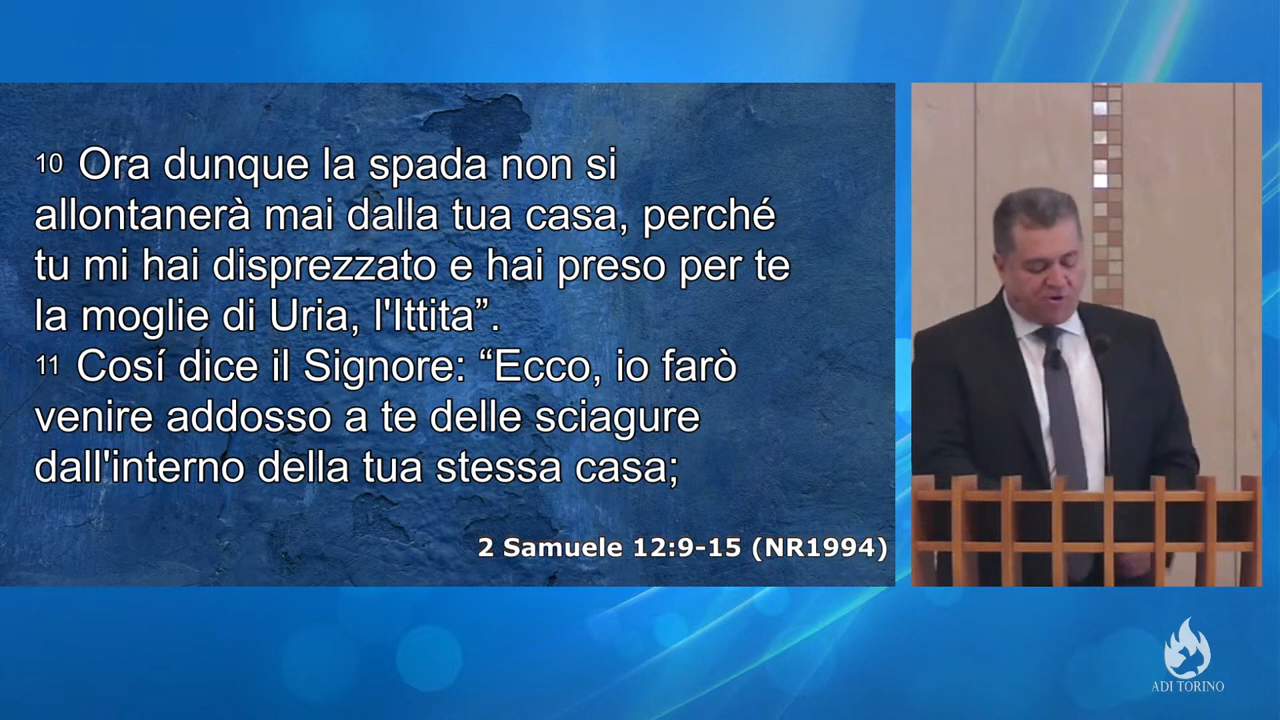 10 Ora dunque la spada non si
allontanerà mai dalla tua casa, perché
tu mi hai disprezzato e hai preso per te
la moglie di Uria, l'Ittita”.
11 Cosí dice il Signore: “Ecco, io farò
venire addosso a te delle sciagure
dall'interno della tua stessa casa;
2 Samuele 12:9-15 (NR1994)
ADI TORINO